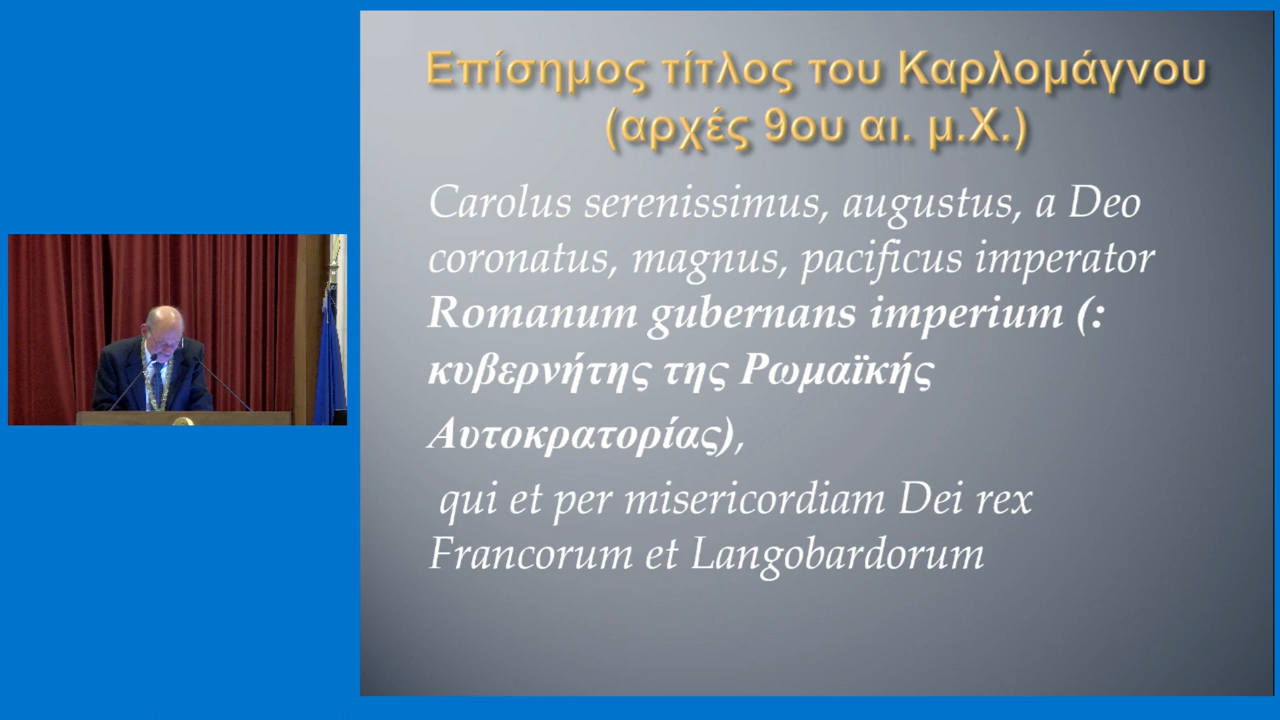 Επίσημος τίτλος του Καρλομάγνου
(αρχές 9ου αι. μ.Χ.)
Carolus serenissimus, augustus, a Deo
coronatus, magnus, pacificus imperator
Romanum gubernans imperium (:
κυβερνήτης της Ρωμαϊκής
Αυτοκρατορίας),
qui et per misericordiam Dei rex
Francorum et Langobardorum